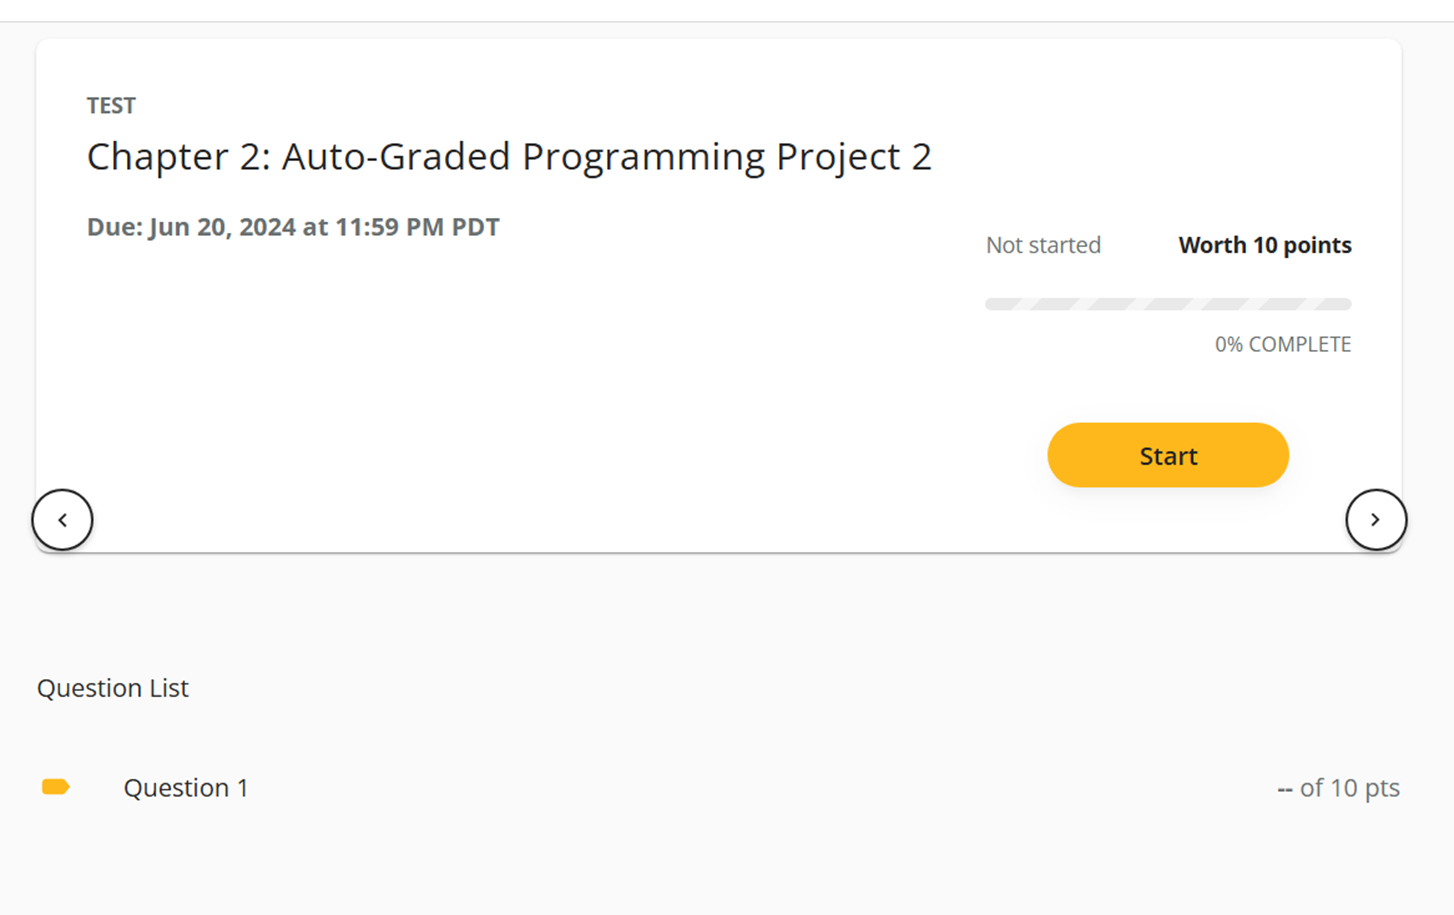 TEST
Chapter 2: Auto-Graded Programming Project 2
Due: Jun 20, 2024 at 11:59 PM PDT
Not started Worth 10 points
0% COMPLETE
Start
Question List
Question 1 -- of 10 pts